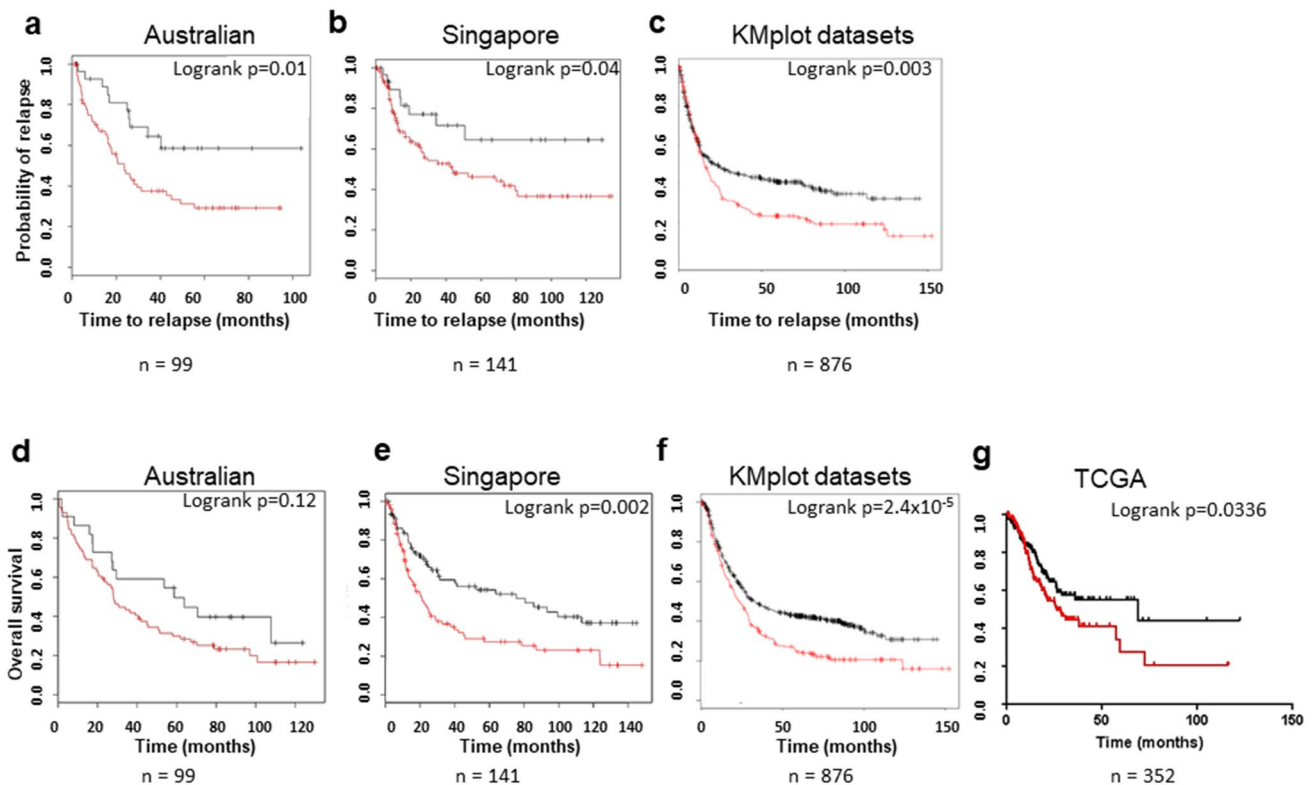 a
Australian
Logrank p=0.01
Probability of relapse
1.0
0.8
0.6
0.4
0.2
0.0
0 20 40 60 80 100
Time to relapse (months)
n = 99
b
Singapore
Logrank p=0.04
1.0
0.8
0.6
0.4
0.2
0.0
0 20 40 60 80 100 120
Time to relapse (months)
n = 141
c
KMplot datasets
Logrank p=0.003
1.0
0.8
0.6
0.4
0.2
0.0
0 50 100 150
Time to relapse (months)
n = 876
d
Australian
Logrank p=0.12
Overall survival
1.0
0.8
0.6
0.4
0.2
0.0
0 20 40 60 80 100 120
Time (months)
n = 99
e
Singapore
Logrank p=0.002
1.0
0.8
0.6
0.4
0.2
0.0
0 20 40 60 80 100 120 140
Time (months)
n = 141
f
KMplot datasets
Logrank p=2.4x10⁻⁵
1.0
0.8
0.6
0.4
0.2
0.0
0 50 100 150
Time (months)
n = 876
g
TCGA
Logrank p=0.0336
1.0
0.8
0.6
0.4
0.2
0.0
0 50 100 150
Time (months)
n = 352